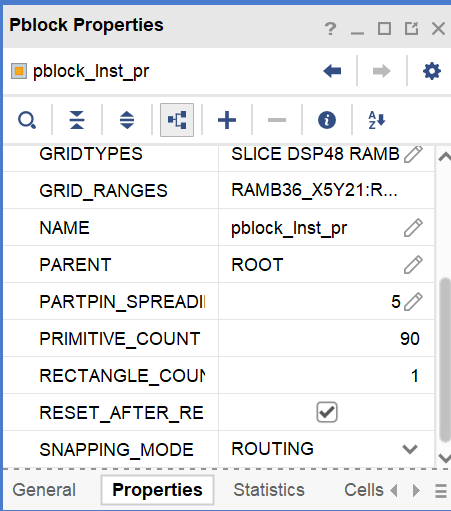 Pblock Properties
pblock_Inst_pr
GRIDTYPES SLICE DSP48 RAMB
GRID_RANGES RAMB36_X5Y21:R...
NAME pblock_Inst_pr
PARENT ROOT
PARTPIN_SPREADI 5
PRIMITIVE_COUNT 90
RECTANGLE_COUN 1
RESET_AFTER_RE
SNAPPING_MODE ROUTING
General Properties Statistics Cells